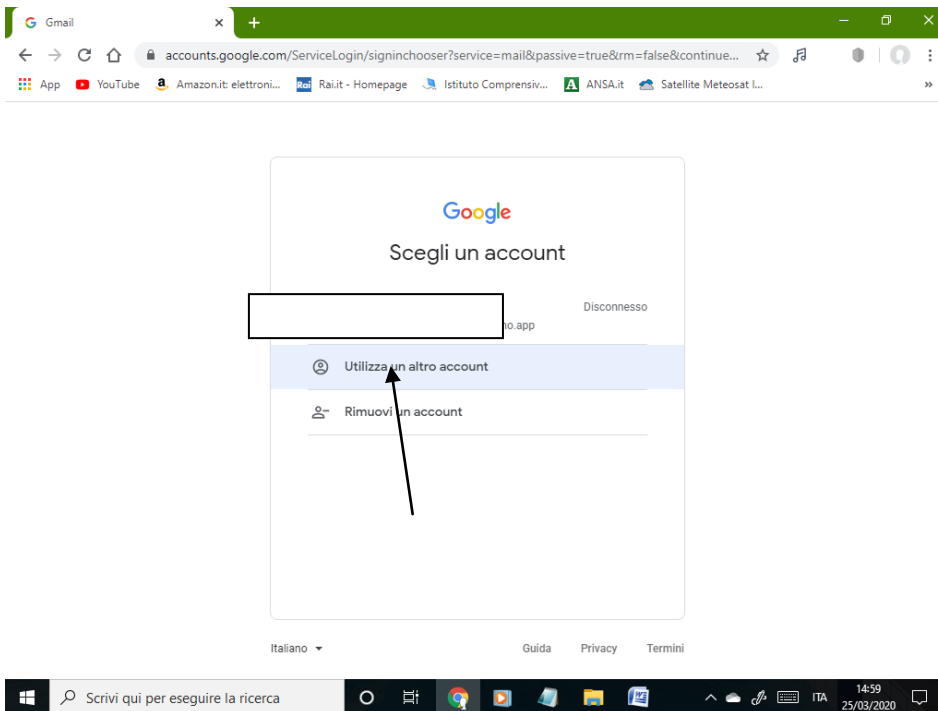 Gmail
accounts.google.com/ServiceLogin/signinchooser?service=mail&passive=true&rm=false&continue...
App YouTube Amazon.it: elettroni... Rai.it - Homepage Istituto Comprensiv... ANSA.it Satellite Meteosat I...
Google
Scegli un account
Disconnesso
no.app
Utilizza un altro account
Rimuovi un account
Italiano Guida Privacy Termini
Scrivi qui per eseguire la ricerca ITA 14:59
25/03/2020